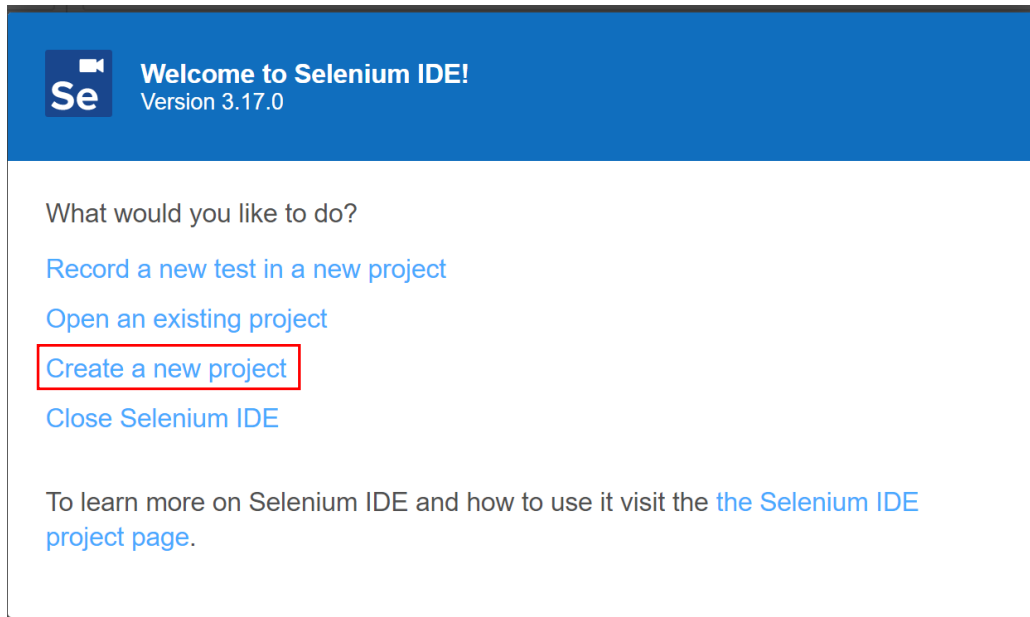 Se
Welcome to Selenium IDE!
Version 3.17.0
What would you like to do?
Record a new test in a new project
Open an existing project
Create a new project
Close Selenium IDE
To learn more on Selenium IDE and how to use it visit the the Selenium IDE
project page.